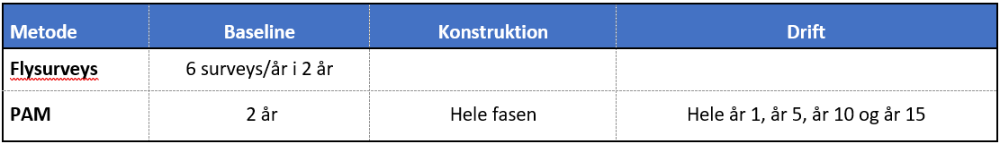 Metode Baseline Konstruktion Drift
Flysurveys 6 surveys/år i 2 år
PAM 2 år Hele fasen Hele år 1, år 5, år 10 og år 15